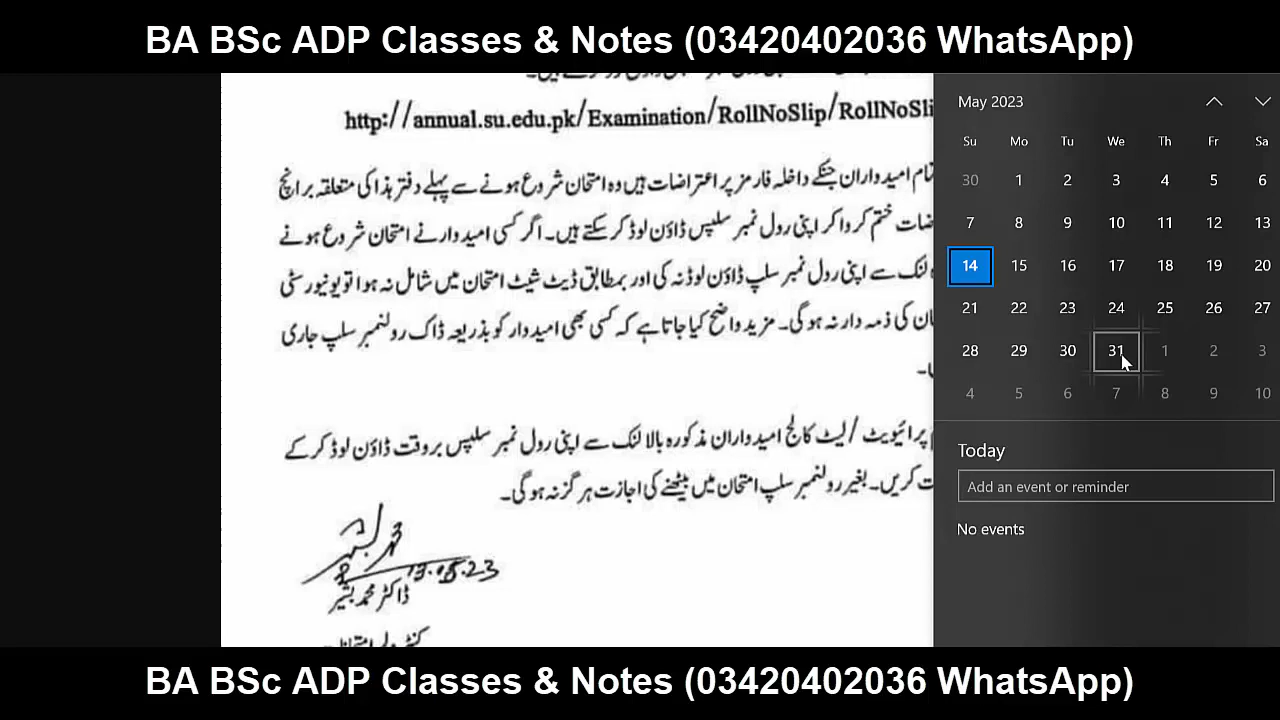 BA BSc ADP Classes & Notes (03420402036 WhatsApp)
http://annual.su.edu.pk/Examination/RollNoSlip/RollNoSli
تمام امیدواران جنکے داخلہ فارمز پر اعتراضات ہیں وہ امتحان شروع ہونے سے پہلے دفتر ہذا کی متعلقہ برانچ
ختم کروا کر اپنی رول نمبر سلپس ڈاؤن لوڈ کر سکتے ہیں۔ اگر کسی امیدوار نے امتحان شروع ہونے
لنک سے اپنی رول نمبر سلپ ڈاؤن لوڈ نہ کی اور بمطابق ڈیٹ شیٹ امتحان میں شامل نہ ہوا تو یونیورسٹی
کی ذمہ دار نہ ہوگی۔ مزید واضح کیا جاتا ہے کہ کسی بھی امیدوار کو بذریعہ ڈاک رولنمبر سلپ جاری
پرائیویٹ / لیٹ کالج امیدواران مذکورہ بالا لنک سے اپنی رول نمبر سلپس بروقت ڈاؤن لوڈ کر کے
کریں۔ بغیر رولنمبر سلپ امتحان میں بیٹھنے کی اجازت ہرگز نہ ہوگی۔
13.05.23
ڈاکٹر محمد بشیر
May 2023
Su Mo Tu We Th Fr Sa
30 1 2 3 4 5 6
7 8 9 10 11 12 13
14 15 16 17 18 19 20
21 22 23 24 25 26 27
28 29 30 31 1 2 3
4 5 6 7 8 9 10
Today
Add an event or reminder
No events
BA BSc ADP Classes & Notes (03420402036 WhatsApp)